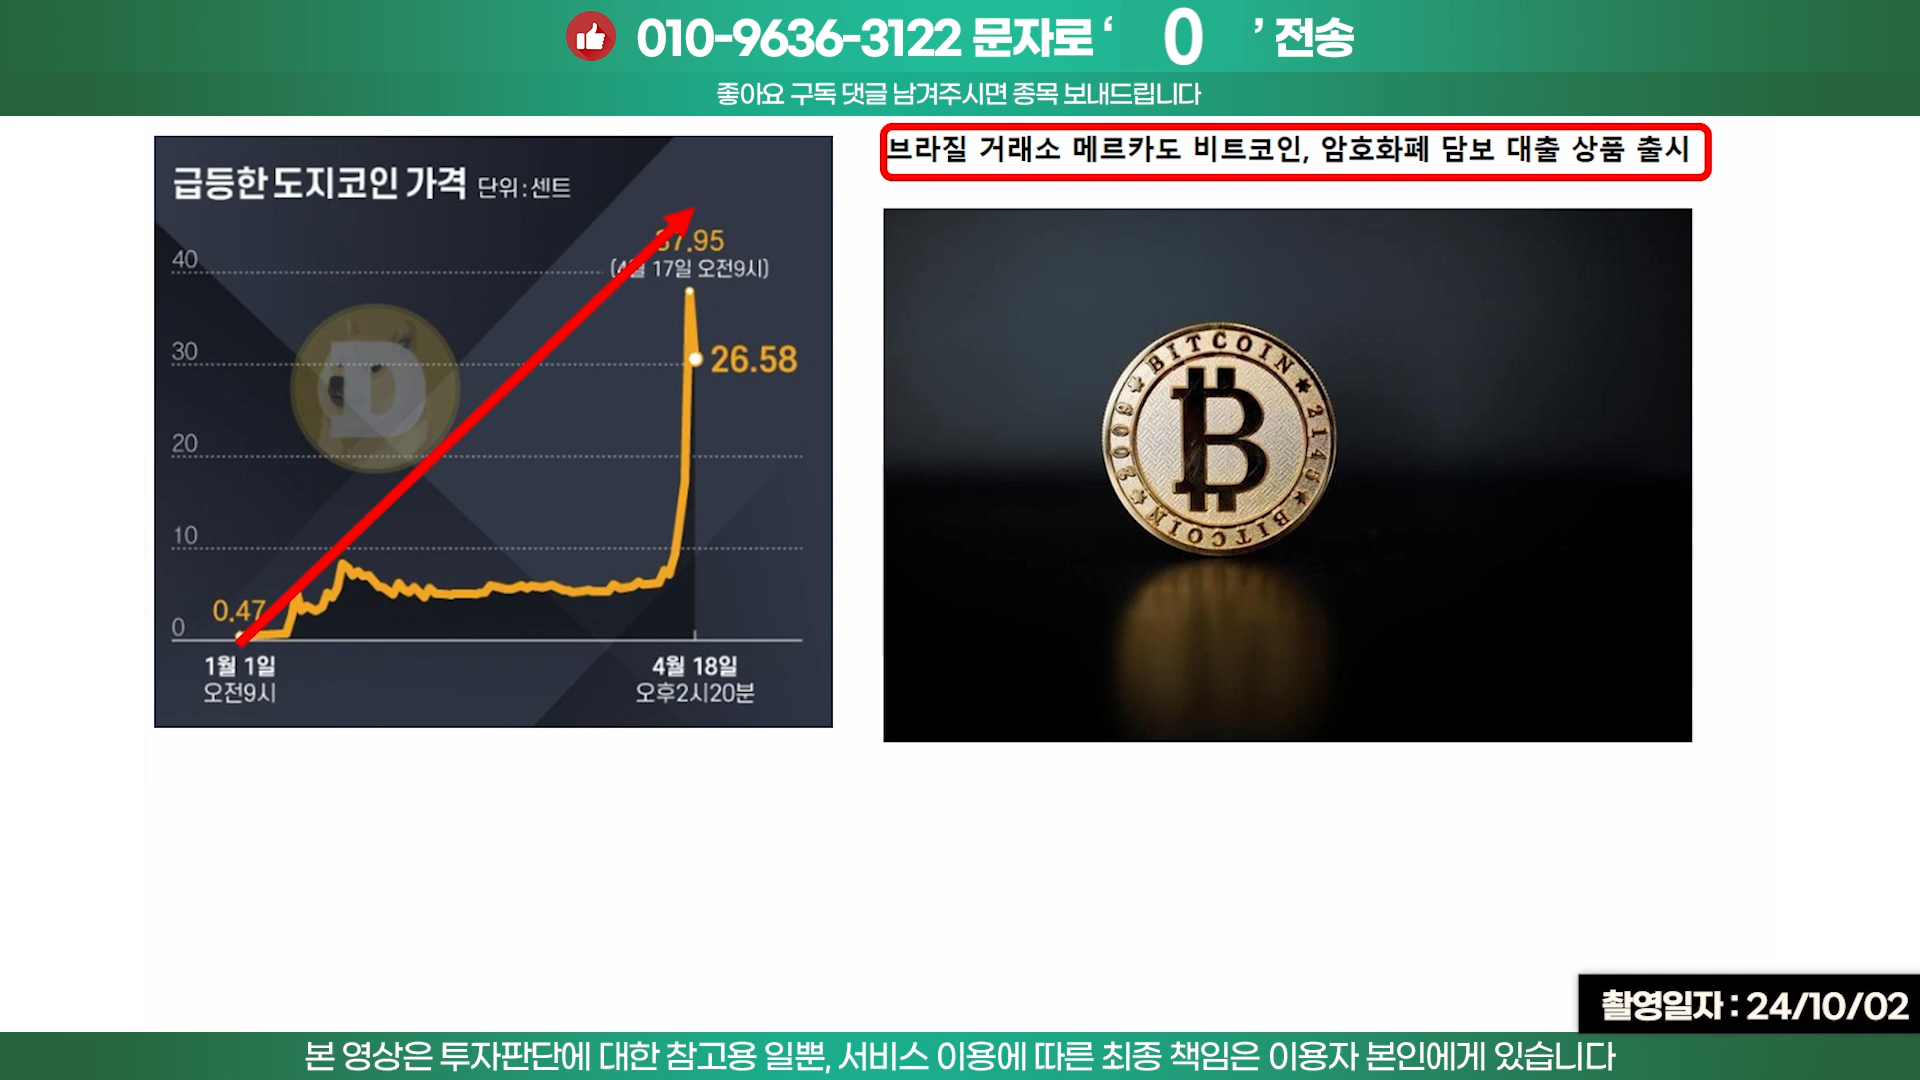 010-9636-3122 문자로 ‘ 0 ’ 전송
좋아요 구독 댓글 남겨주시면 종목 보내드립니다
급등한 도지코인 가격 단위:센트
40
30
20
10
0
0.47
7.95
17일 오전9시)
26.58
1월 1일
오전9시
4월 18일
오후2시20분
D
브라질 거래소 메르카도 비트코인, 암호화폐 담보 대출 상품 출시
BITCOIN
2145
BITCOIN
2009
촬영일자 : 24/10/02
본 영상은 투자판단에 대한 참고용 일뿐, 서비스 이용에 따른 최종 책임은 이용자 본인에게 있습니다